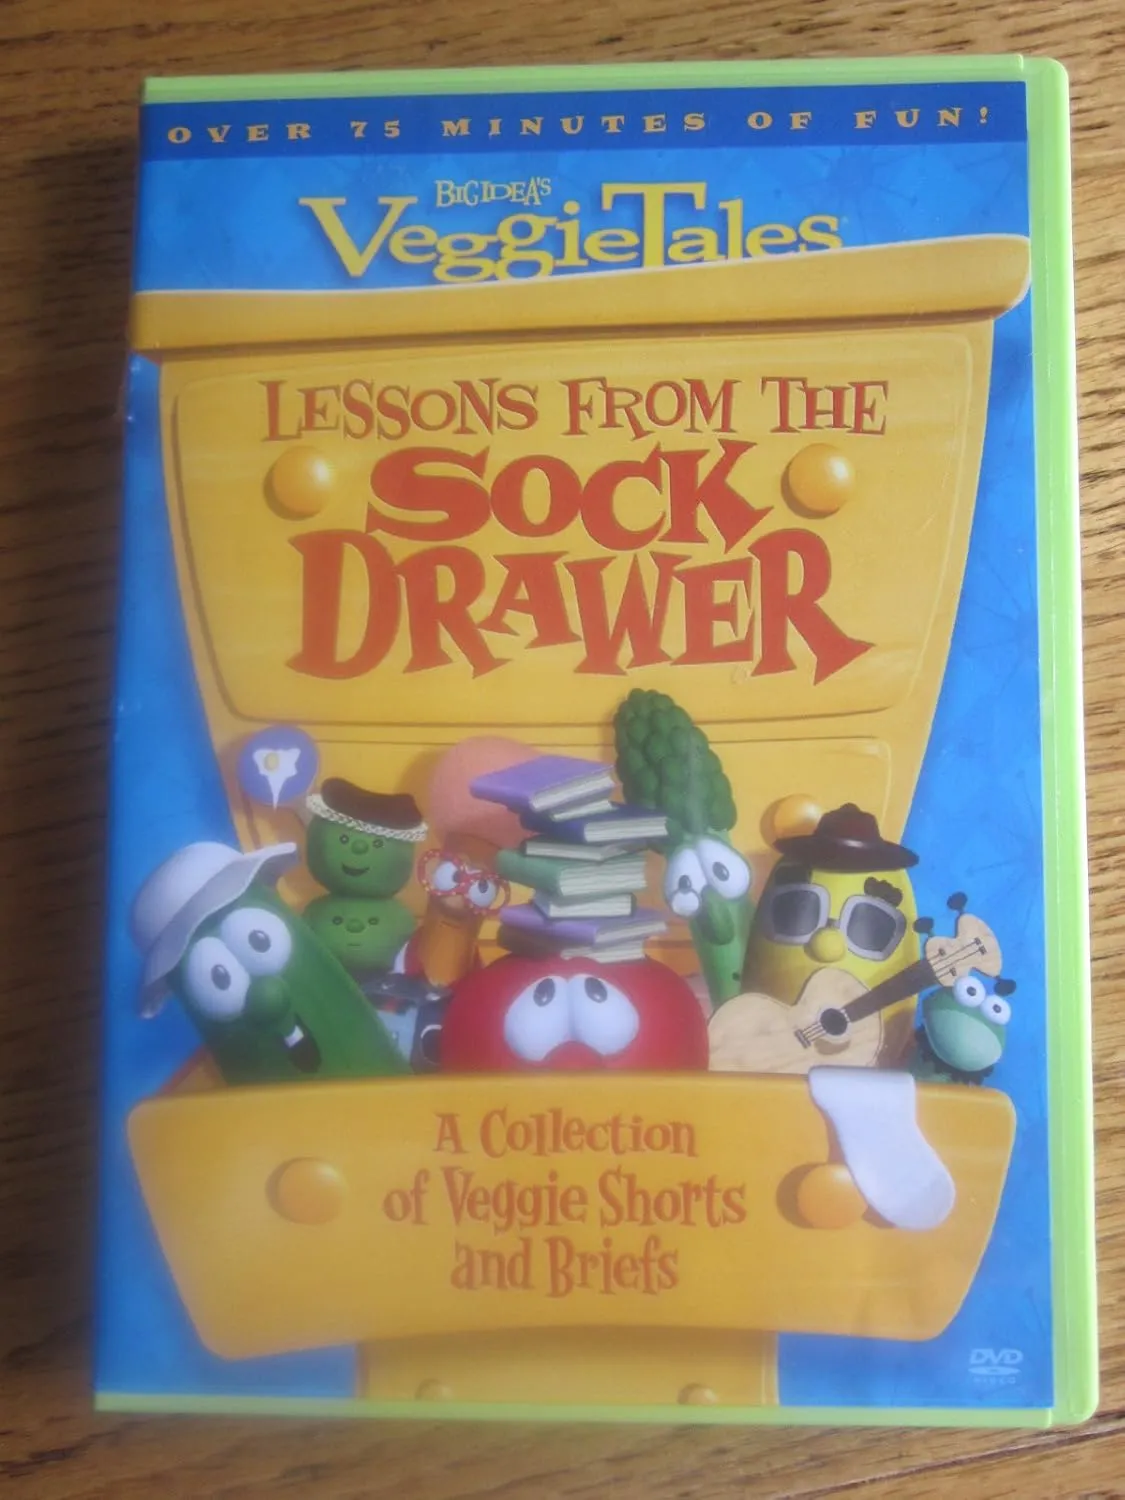 OVER 75 MINUTES OF FUN!
BIG IDEA'S
VeggieTales
LESSONS FROM THE
SOCK
DRAWER
A Collection
of Veggie Shorts
and Briefs
DVD
VIDEO